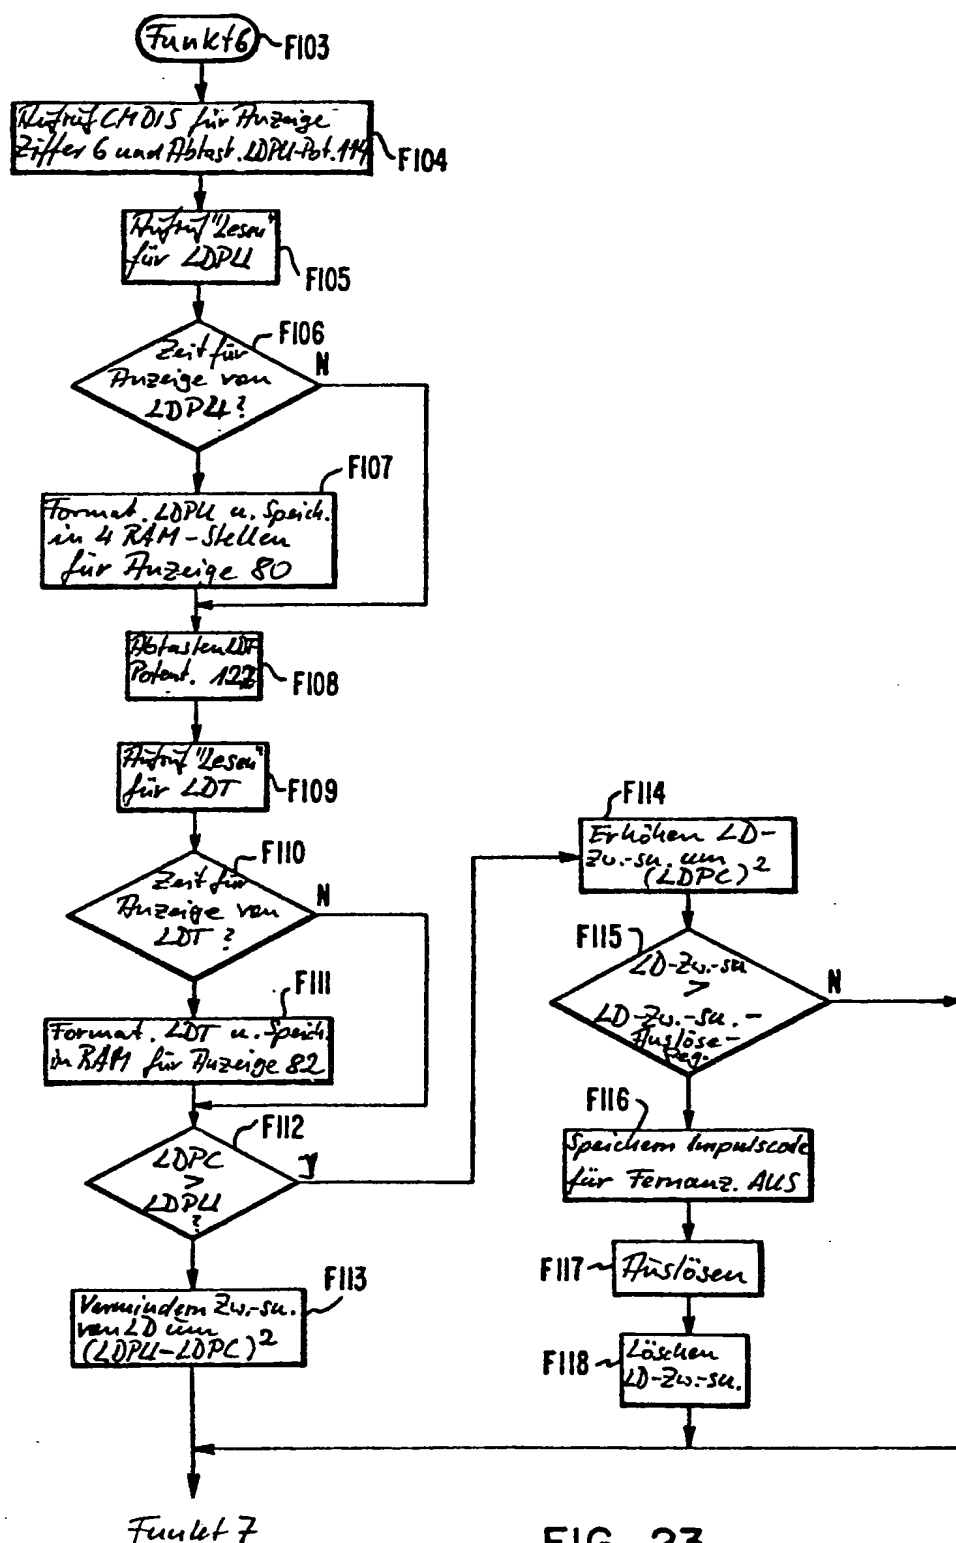 Funkt 6
F103
Aufruf CMDIS für Anzeige
Ziffer 6 und Abtast. LDPU-Pot. 114
F104
Aufruf "Lesen"
für LDPU
F105
F106
Zeit für
Anzeige von
LDPU?
N
F107
Format. LDPU u. Speich.
in 4 RAM-Stellen
für Anzeige 80
Abtasten LDT
Potent. 122
F108
Aufruf "Lesen"
für LDT
F109
F110
Zeit für
Anzeige von
LDT?
N
F111
Format. LDT u. Speich.
in RAM für Anzeige 82
F112
LDPC
>
LDPU
?
J
F113
Vermindern Zw.-su.
von LD um
(LDPU-LDPC)²
F114
Erhöhen LD-
Zw.-su. um
(LDPC)²
F115
LD-Zw.-su
>
LD-Zw.-su.-
Auslöse-
Reg.
N
F116
Speichern Impulscode
für Fernanz. AUS
F117
Auslösen
F118
Löschen
LD-Zw.-su.
Funkt 7
FIG. 23